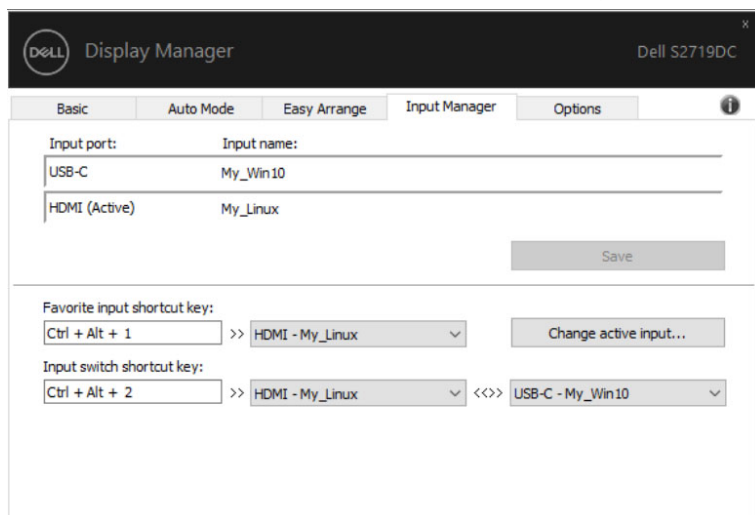 x
DELL Display Manager Dell S2719DC
Basic Auto Mode Easy Arrange Input Manager Options i
Input port: Input name:
USB-C My_Win10
HDMI (Active) My_Linux
Save
Favorite input shortcut key:
Ctrl + Alt + 1 >> HDMI - My_Linux Change active input...
Input switch shortcut key:
Ctrl + Alt + 2 >> HDMI - My_Linux <<>> USB-C - My_Win10